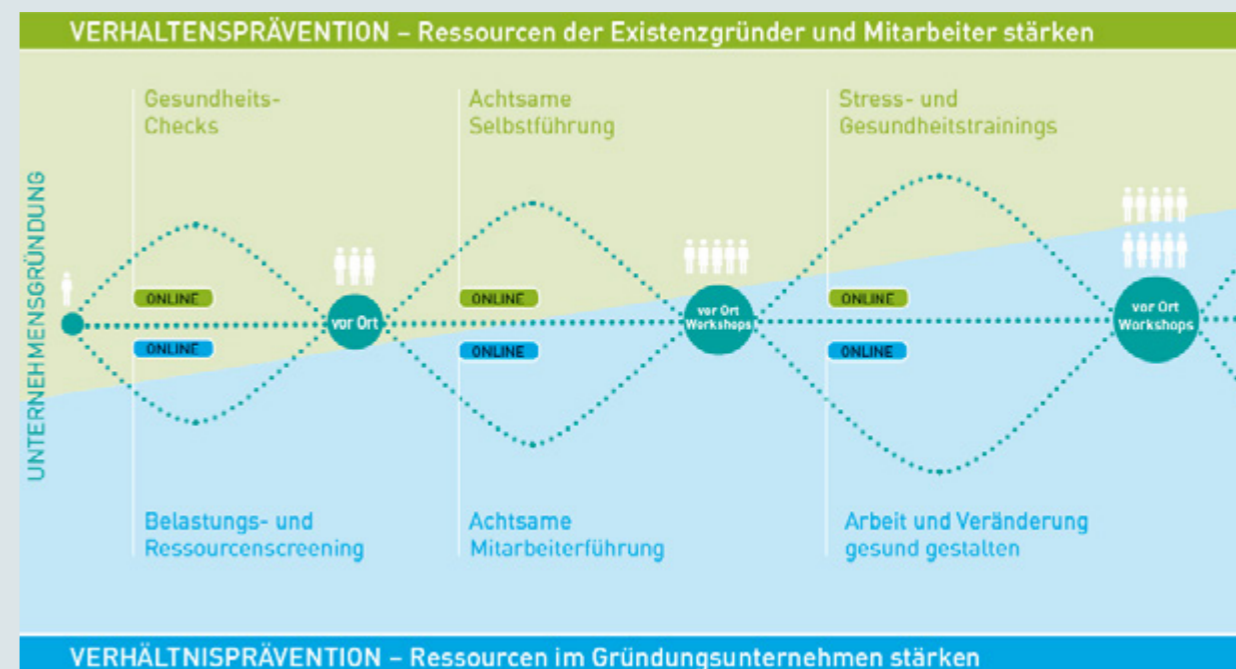 VERHALTENSPRÄVENTION – Ressourcen der Existenzgründer und Mitarbeiter stärken
Gesundheits-
Checks
Achtsame
Selbstführung
Stress- und
Gesundheitstrainings
UNTERNEHMENSGRÜNDUNG
ONLINE
ONLINE
ONLINE
vor Ort
vor Ort
Workshops
vor Ort
Workshops
ONLINE
ONLINE
ONLINE
Belastungs- und
Ressourcenscreening
Achtsame
Mitarbeiterführung
Arbeit und Veränderung
gesund gestalten
VERHÄLTNISPRÄVENTION – Ressourcen im Gründungsunternehmen stärken